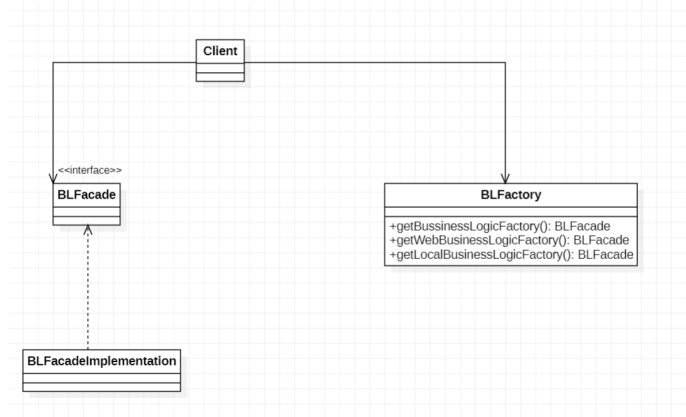 Client
<<interface>>
BLFacade
BLFactory
+getBussinessLogicFactory(): BLFacade
+getWebBusinessLogicFactory(): BLFacade
+getLocalBusinessLogicFactory(): BLFacade
BLFacadeImplementation